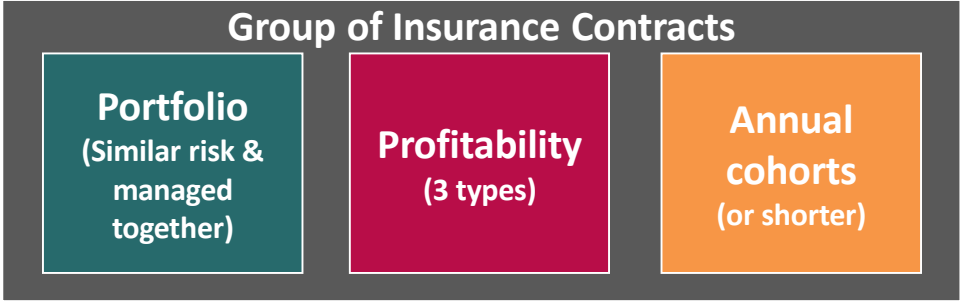 Group of Insurance Contracts
Portfolio
(Similar risk &
managed
together)
Profitability
(3 types)
Annual
cohorts
(or shorter)